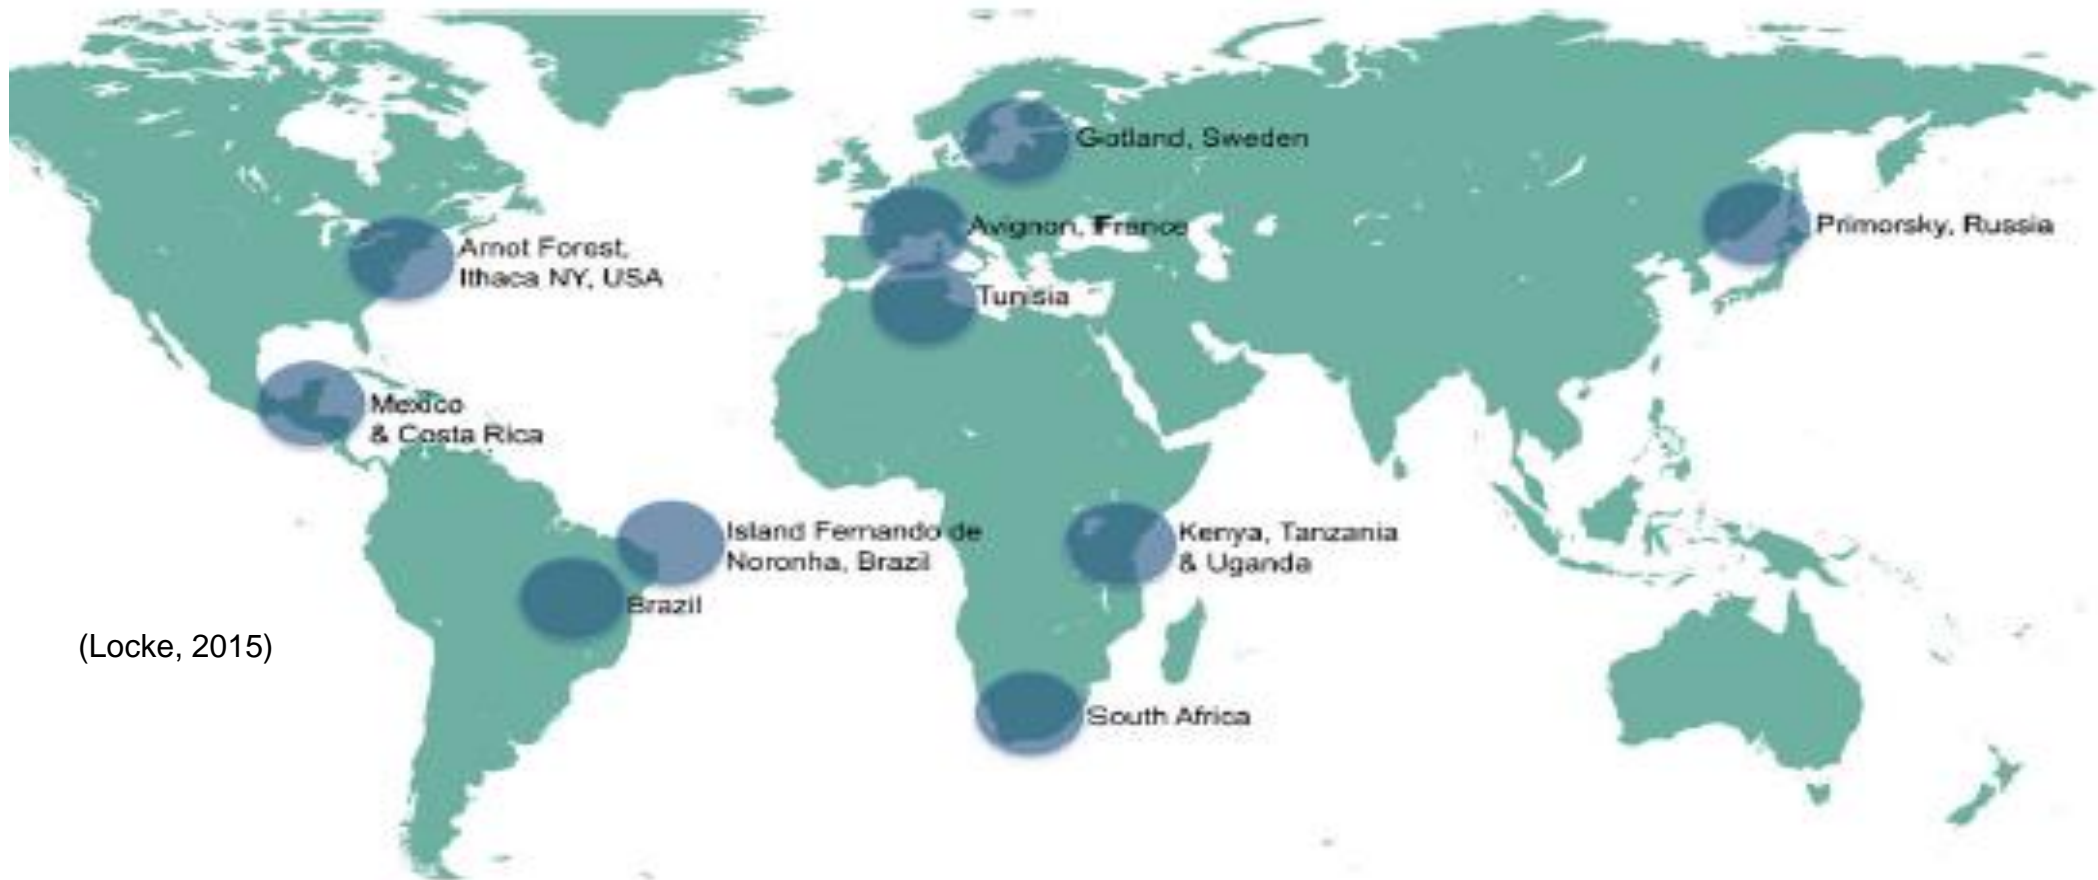 Gotland, Sweden
Avignon, France
Primorsky, Russia
Arnot Forest,
Ithaca NY, USA
Tunisia
Mexico
& Costa Rica
Island Fernando de
Noronha, Brazil
Kenya, Tanzania
& Uganda
Brazil
(Locke, 2015)
South Africa